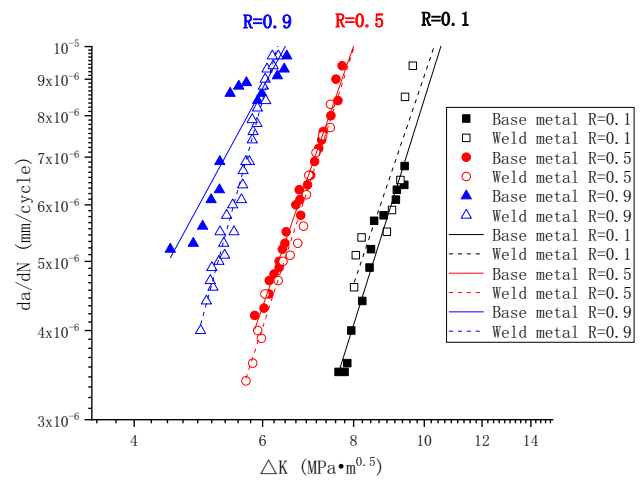 R=0.9 R=0.5 R=0.1
10⁻⁵
9x10⁻⁶
8x10⁻⁶
7x10⁻⁶
6x10⁻⁶
5x10⁻⁶
4x10⁻⁶
3x10⁻⁶
da/dN (mm/cycle)
4 6 8 10 12 14
△K (MPa•m⁰·⁵)
Base metal R=0.1
Weld metal R=0.1
Base metal R=0.5
Weld metal R=0.5
Base metal R=0.9
Weld metal R=0.9
Base metal R=0.1
Weld metal R=0.1
Base metal R=0.5
Weld metal R=0.5
Base metal R=0.9
Weld metal R=0.9